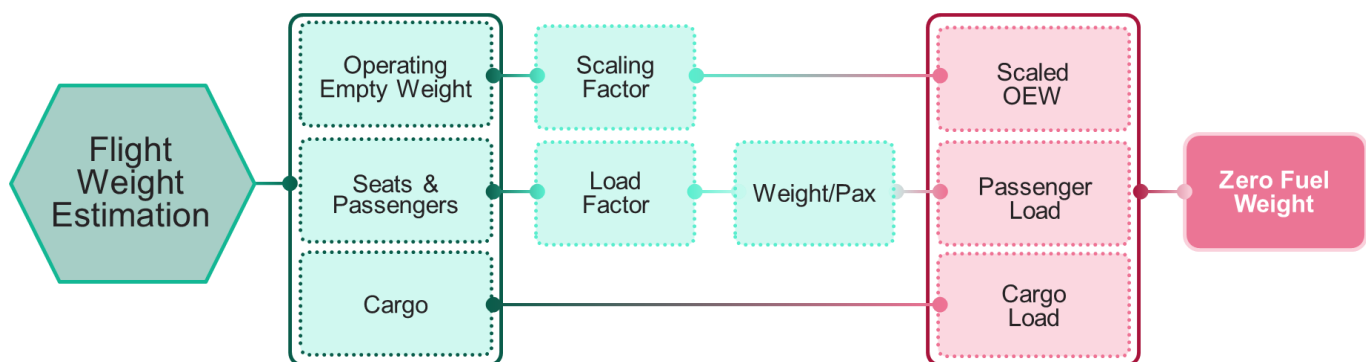 Flight
Weight
Estimation
Operating
Empty Weight
Scaling
Factor
Scaled
OEW
Seats &
Passengers
Load
Factor
Weight/Pax
Passenger
Load
Zero Fuel
Weight
Cargo
Cargo
Load